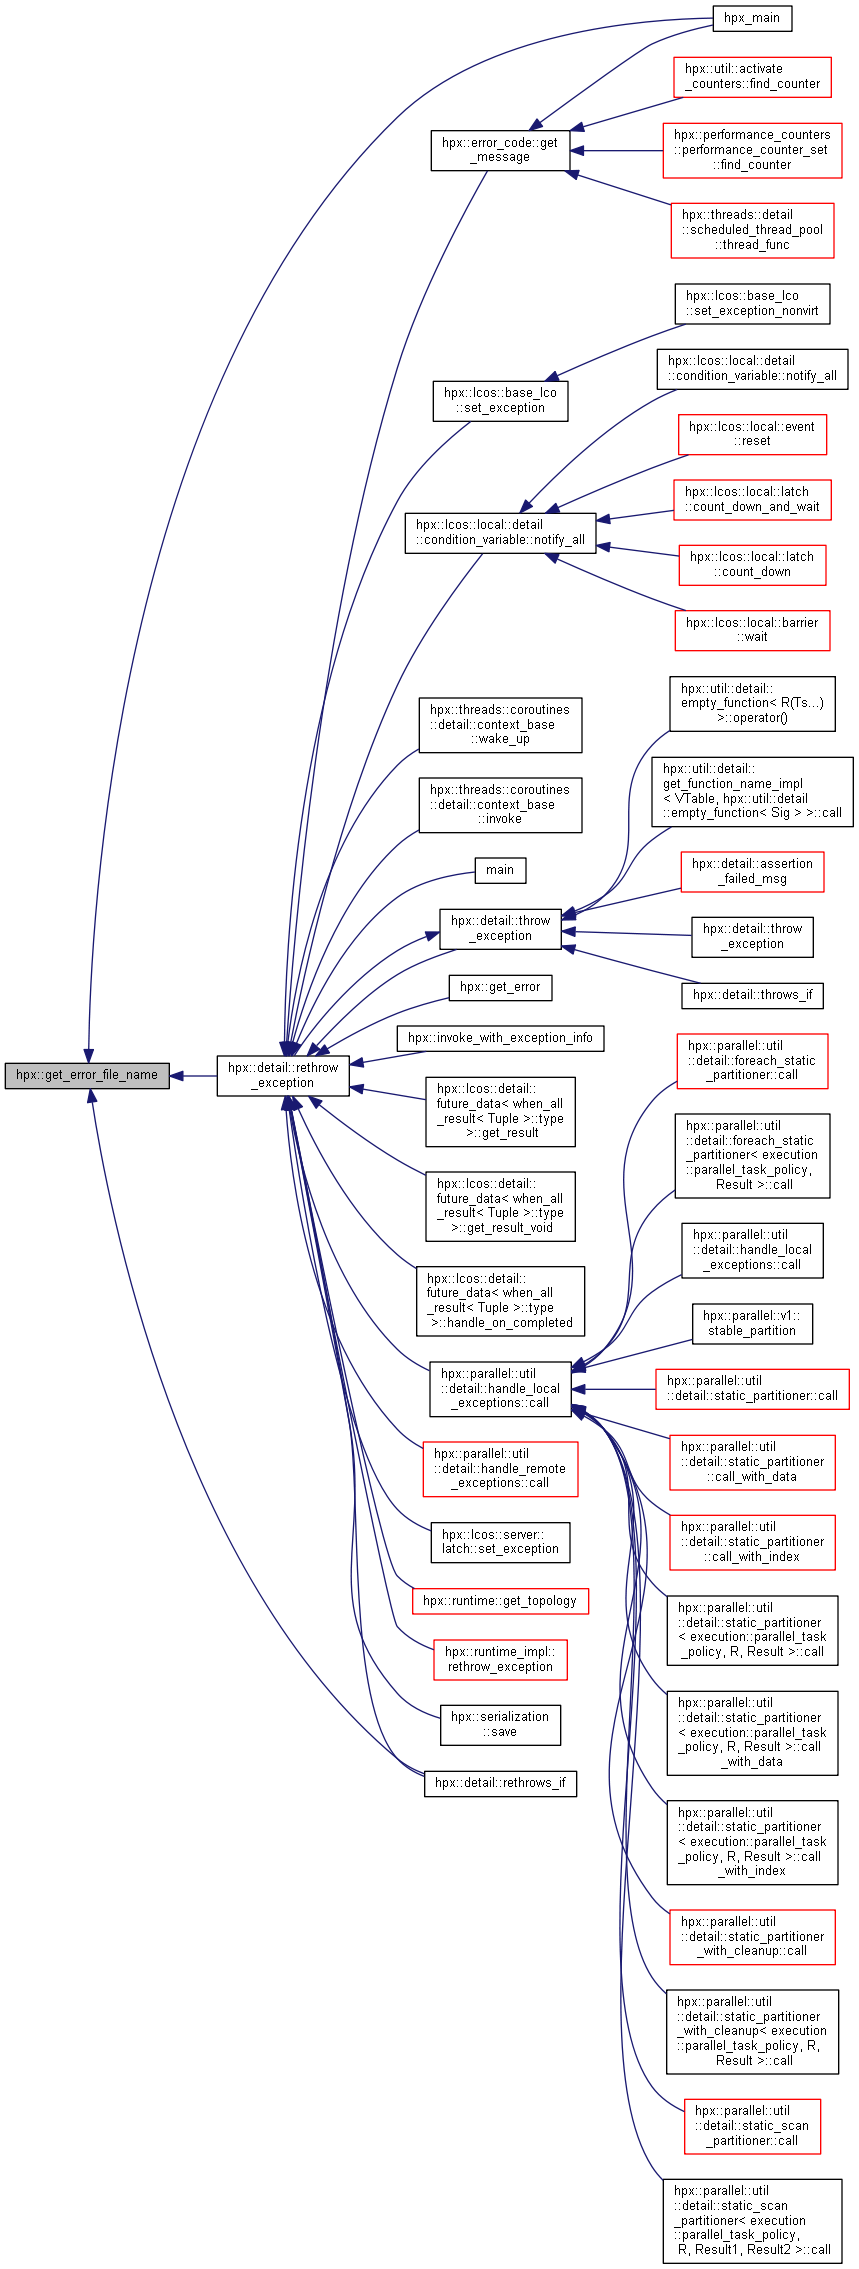 hpx_main
hpx::util::activate
_counters::find_counter
hpx::error_code::get
_message
hpx::performance_counters
::performance_counter_set
::find_counter
hpx::threads::detail
::scheduled_thread_pool
::thread_func
hpx::lcos::base_lco
::set_exception_nonvirt
hpx::lcos::local::detail
::condition_variable::notify_all
hpx::lcos::base_lco
::set_exception
hpx::lcos::local::event
::reset
hpx::lcos::local::latch
::count_down_and_wait
hpx::lcos::local::detail
::condition_variable::notify_all
hpx::lcos::local::latch
::count_down
hpx::lcos::local::barrier
::wait
hpx::util::detail::
empty_function< R(Ts...)
>::operator()
hpx::threads::coroutines
::detail::context_base
::wake_up
hpx::util::detail::
get_function_name_impl
< VTable, hpx::util::detail
::empty_function< Sig > >::call
hpx::threads::coroutines
::detail::context_base
::invoke
main
hpx::detail::assertion
_failed_msg
hpx::detail::throw
_exception
hpx::detail::throw
_exception
hpx::get_error
hpx::detail::throws_if
hpx::invoke_with_exception_info
hpx::get_error_file_name
hpx::detail::rethrow
_exception
hpx::parallel::util
::detail::foreach_static
_partitioner::call
hpx::lcos::detail::
future_data< when_all
_result< Tuple >::type
>::get_result
hpx::parallel::util
::detail::foreach_static
_partitioner< execution
::parallel_task_policy,
Result >::call
hpx::lcos::detail::
future_data< when_all
_result< Tuple >::type
>::get_result_void
hpx::parallel::util
::detail::handle_local
_exceptions::call
hpx::lcos::detail::
future_data< when_all
_result< Tuple >::type
>::handle_on_completed
hpx::parallel::v1::
stable_partition
hpx::parallel::util
::detail::handle_local
_exceptions::call
hpx::parallel::util
::detail::static_partitioner::call
hpx::parallel::util
::detail::handle_remote
_exceptions::call
hpx::parallel::util
::detail::static_partitioner
::call_with_data
hpx::lcos::server::
latch::set_exception
hpx::parallel::util
::detail::static_partitioner
::call_with_index
hpx::runtime::get_topology
hpx::parallel::util
::detail::static_partitioner
< execution::parallel_task
_policy, R, Result >::call
hpx::runtime_impl::
rethrow_exception
hpx::serialization
::save
hpx::parallel::util
::detail::static_partitioner
< execution::parallel_task
_policy, R, Result >::call
_with_data
hpx::detail::rethrows_if
hpx::parallel::util
::detail::static_partitioner
< execution::parallel_task
_policy, R, Result >::call
_with_index
hpx::parallel::util
::detail::static_partitioner
_with_cleanup::call
hpx::parallel::util
::detail::static_partitioner
_with_cleanup< execution
::parallel_task_policy, R,
Result >::call
hpx::parallel::util
::detail::static_scan
_partitioner::call
hpx::parallel::util
::detail::static_scan
_partitioner< execution
::parallel_task_policy,
R, Result1, Result2 >::call